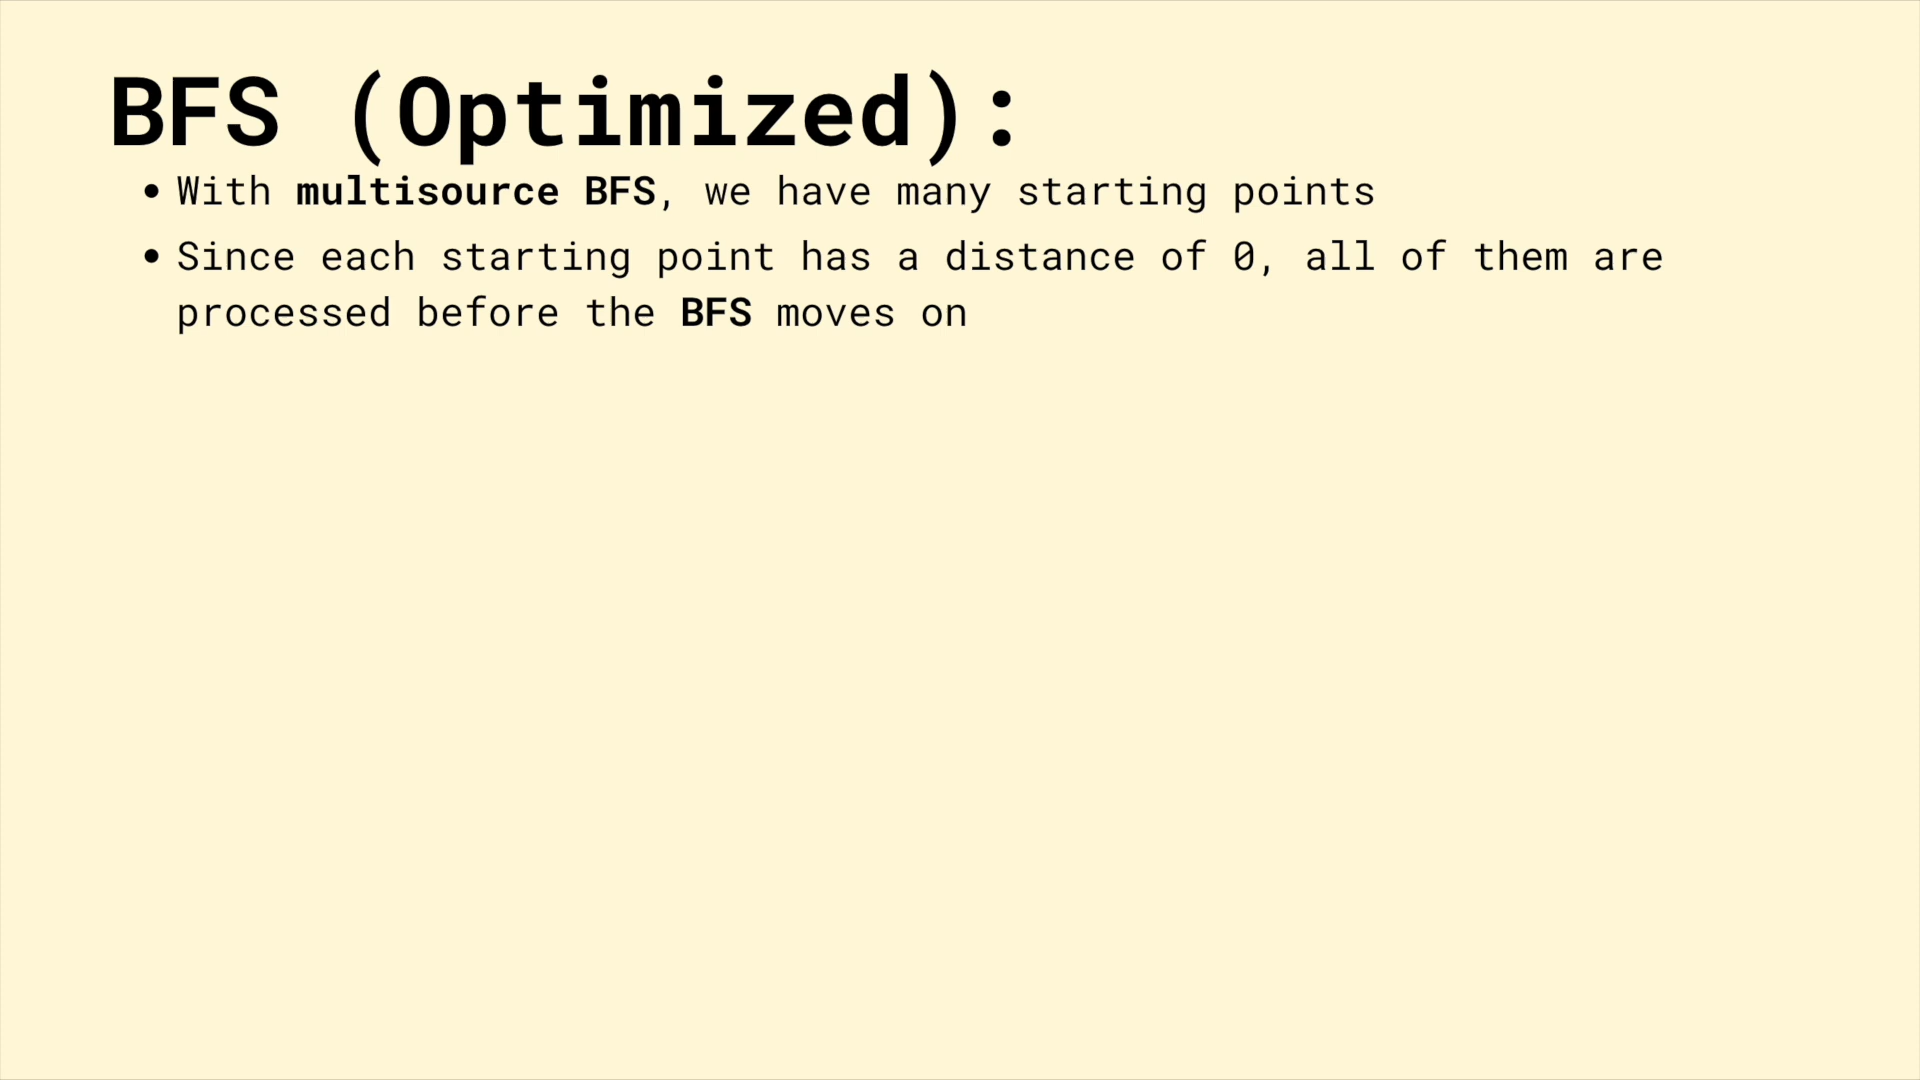 BFS (Optimized):
• With multisource BFS, we have many starting points
• Since each starting point has a distance of 0, all of them are
processed before the BFS moves on